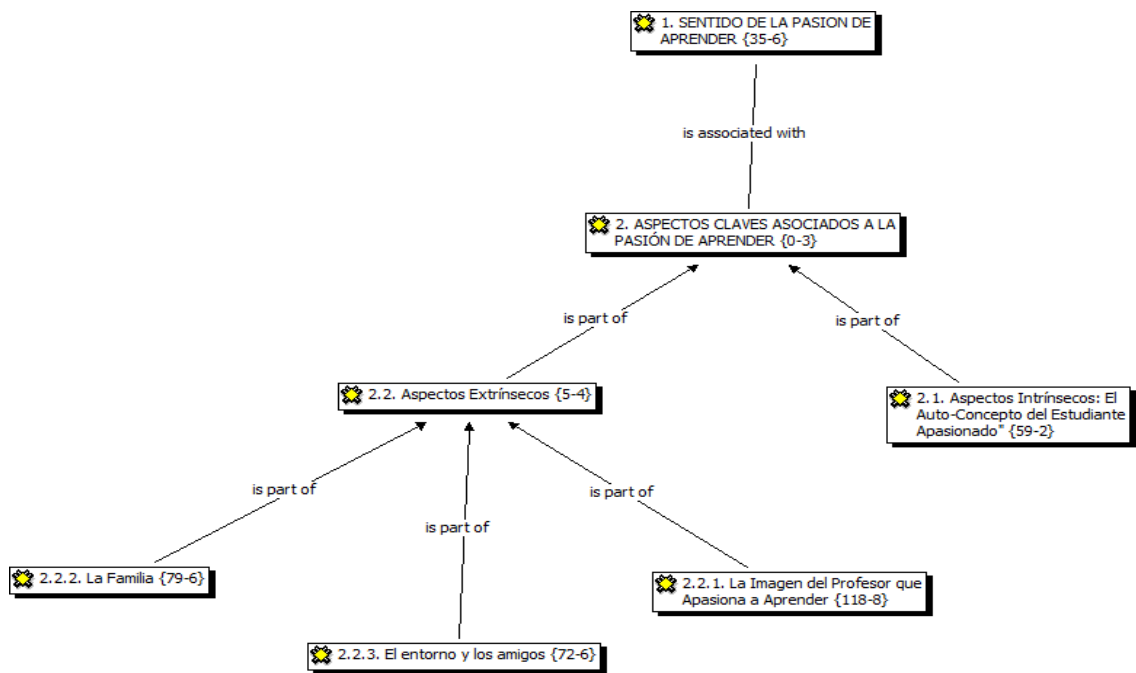 1. SENTIDO DE LA PASION DE
APRENDER {35-6}
is associated with
2. ASPECTOS CLAVES ASOCIADOS A LA
PASIÓN DE APRENDER {0-3}
is part of
is part of
2.2. Aspectos Extrínsecos {5-4}
2.1. Aspectos Intrínsecos: El
Auto-Concepto del Estudiante
Apasionado" {59-2}
is part of
is part of
is part of
2.2.2. La Familia {79-6}
2.2.1. La Imagen del Profesor que
Apasiona a Aprender {118-8}
2.2.3. El entorno y los amigos {72-6}